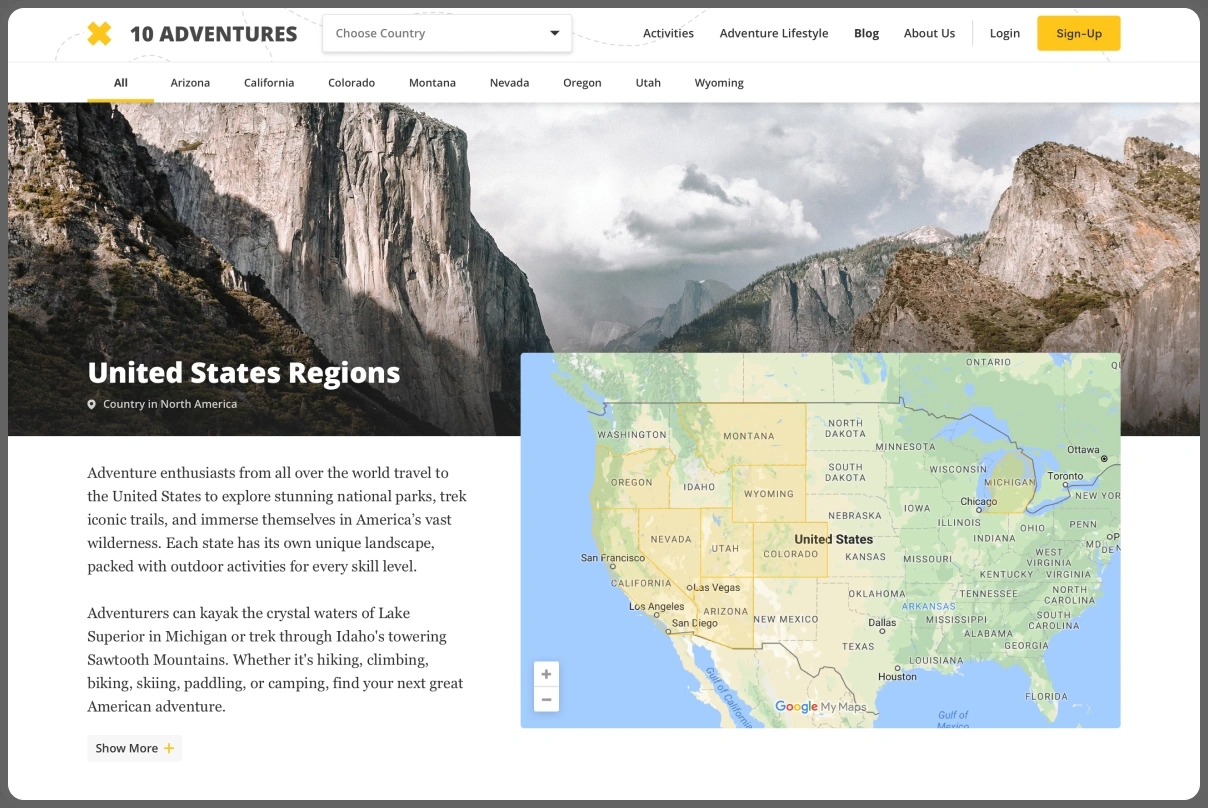 10 ADVENTURES
Choose Country
Activities
Adventure Lifestyle
Blog
About Us
Login
Sign-Up
All
Arizona
California
Colorado
Montana
Nevada
Oregon
Utah
Wyoming
United States Regions
Country in North America
Adventure enthusiasts from all over the world travel to
the United States to explore stunning national parks, trek
iconic trails, and immerse themselves in America’s vast
wilderness. Each state has its own unique landscape,
packed with outdoor activities for every skill level.
Adventurers can kayak the crystal waters of Lake
Superior in Michigan or trek through Idaho's towering
Sawtooth Mountains. Whether it's hiking, climbing,
biking, skiing, paddling, or camping, find your next great
American adventure.
Show More +
ONTARIO
WASHINGTON
MONTANA
NORTH
DAKOTA
MINNESOTA
Ottawa
OREGON
IDAHO
WYOMING
SOUTH
DAKOTA
WISCONSIN
MICHIGAN
Toronto
NEW YOR
Chicago
IOWA
NEBRASKA
ILLINOIS
INDIANA
OHIO
PENN
NEVADA
UTAH
COLORADO
United States
KANSAS
MISSOURI
WEST
VIRGINIA
MD
DE
KENTUCKY
VIRGINIA
San Francisco
CALIFORNIA
Las Vegas
Los Angeles
San Diego
ARIZONA
NEW MEXICO
OKLAHOMA
ARKANSAS
TENNESSEE
NORTH
CAROLINA
MISSISSIPPI
SOUTH
CAROLINA
Dallas
ALABAMA
GEORGIA
TEXAS
LOUISIANA
Houston
FLORIDA
Gulf of California
Gulf of
Mexico
Google My Maps
+
−